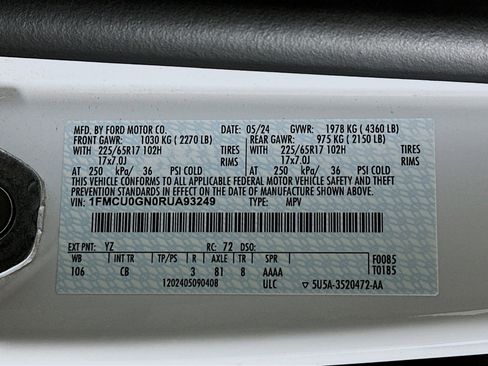 MFD. BY FORD MOTOR CO. DATE: 05/24 GVWR: 1978 KG ( 4360 LB)
FRONT GAWR: 1030 KG ( 2270 LB) REAR GAWR: 975 KG ( 2150 LB)
WITH 225/65R17 102H TIRES WITH 225/65R17 102H TIRES
17x7.0J RIMS 17x7.0J RIMS
AT 250 kPa/ 36 PSI COLD AT 250 kPa/ 36 PSI COLD
THIS VEHICLE CONFORMS TO ALL APPLICABLE FEDERAL MOTOR VEHICLE SAFETY
AND THEFT PREVENTION STANDARDS IN EFFECT ON THE DATE OF MANUFACTURE SHOWN ABOVE.
VIN: 1FMCU0GN0RUA93249 TYPE: MPV
EXT PNT: YZ RC: 72 DSO: F0085
WB INT TR TP/PS R AXLE TR SPR T0185
106 CB 3 81 8 AAAA
1202405090408 ULC ▽ 5U5A-3520472-AA